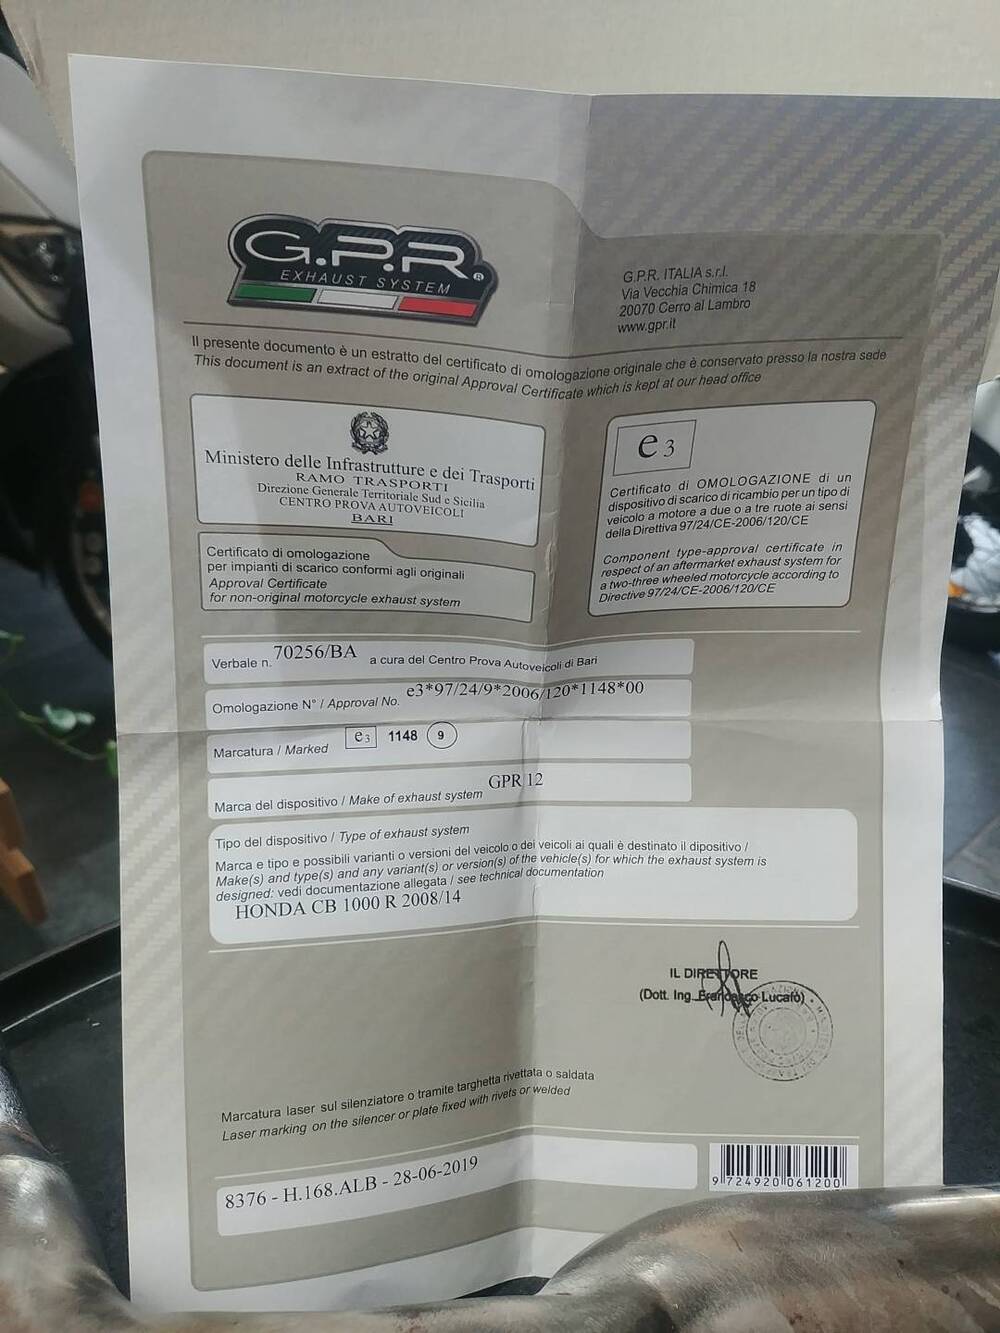 G.P.R.®
EXHAUST SYSTEM
G.P.R. ITALIA s.r.l.
Via Vecchia Chimica 18
20070 Cerro al Lambro
www.gpr.it
Il presente documento è un estratto del certificato di omologazione originale che è conservato presso la nostra sede
This document is an extract of the original Approval Certificate which is kept at our head office
Ministero delle Infrastrutture e dei Trasporti
RAMO TRASPORTI
Direzione Generale Territoriale Sud e Sicilia
CENTRO PROVA AUTOVEICOLI
BARI
Certificato di omologazione
per impianti di scarico conformi agli originali
Approval Certificate
for non-original motorcycle exhaust system
e3
Certificato di OMOLOGAZIONE di un
dispositivo di scarico di ricambio per un tipo di
veicolo a motore a due o a tre ruote ai sensi
della Direttiva 97/24/CE-2006/120/CE
Component type-approval certificate in
respect of an aftermarket exhaust system for
a two-three wheeled motorcycle according to
Directive 97/24/CE-2006/120/CE
Verbale n. 70256/BA a cura del Centro Prova Autoveicoli di Bari
Omologazione N° / Approval No. e3*97/24/9*2006/120*1148*00
Marcatura / Marked e3 1148 9
Marca del dispositivo / Make of exhaust system GPR 12
Tipo del dispositivo / Type of exhaust system
Marca e tipo e possibili varianti o versioni del veicolo o dei veicoli ai quali è destinato il dipositivo /
Make(s) and type(s) and any variant(s) or version(s) of the vehicle(s) for which the exhaust system is
designed: vedi documentazione allegata / see technical documentation
HONDA CB 1000 R 2008/14
IL DIRETTORE
(Dott. Ing. Francesco Lucafò)
Marcatura laser sul silenziatore o tramite targhetta rivettata o saldata
Laser marking on the silencer or plate fixed with rivets or welded
8376 - H.168.ALB - 28-06-2019
9 724920 061200